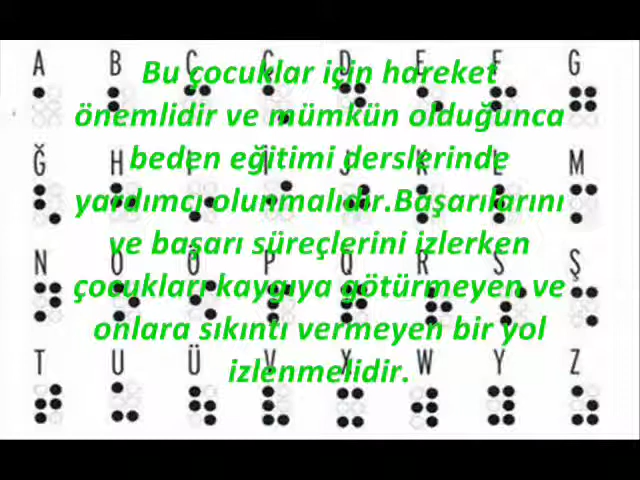 A B C Ç D E F G
Bu çocuklar için hareket
önemlidir ve mümkün olduğunca
Ğ H I İ J K L M
beden eğitimi derslerinde
yardımcı olunmalıdır.Başarılarını
ve başarı süreçlerini izlerken
N O Ö P Q R S Ş
çocukları kaygıya götürmeyen ve
onlara sıkıntı vermeyen bir yol
T U Ü V X W Y Z
izlenmelidir.